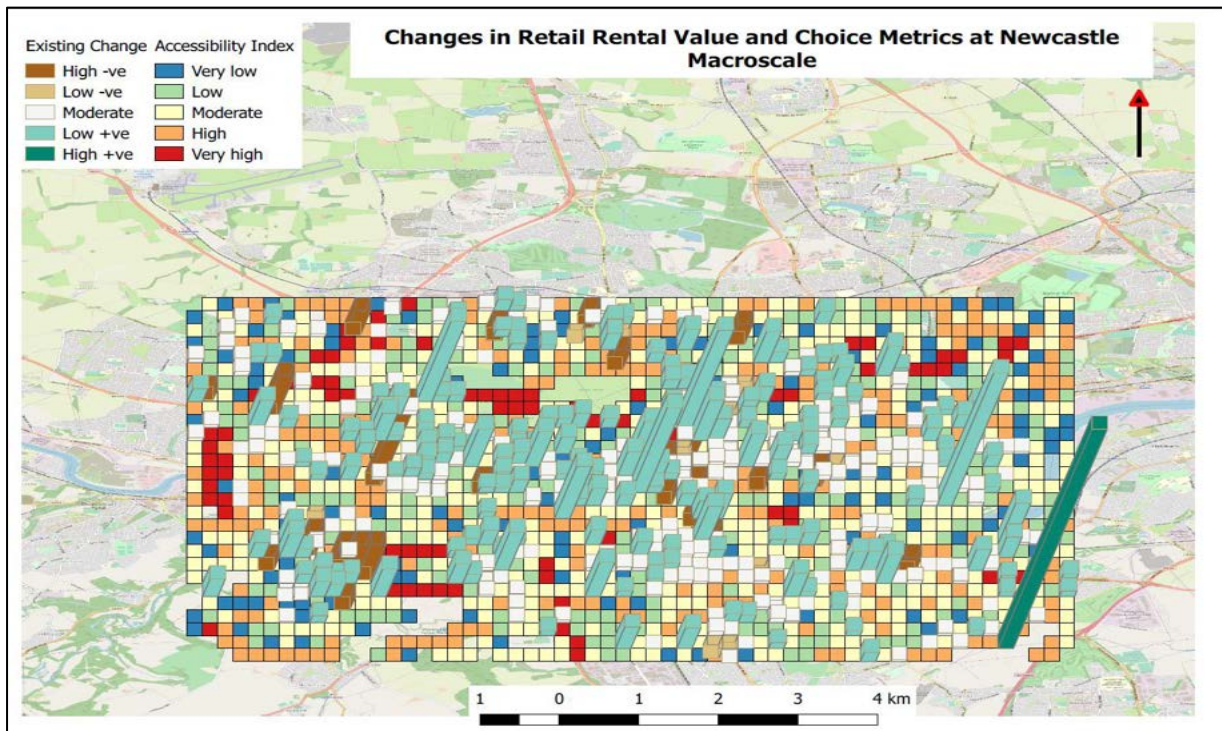 Changes in Retail Rental Value and Choice Metrics at Newcastle
Macroscale
Existing Change Accessibility Index
High -ve Very low
Low -ve Low
Moderate Moderate
Low +ve High
High +ve Very high
1 0 1 2 3 4 km